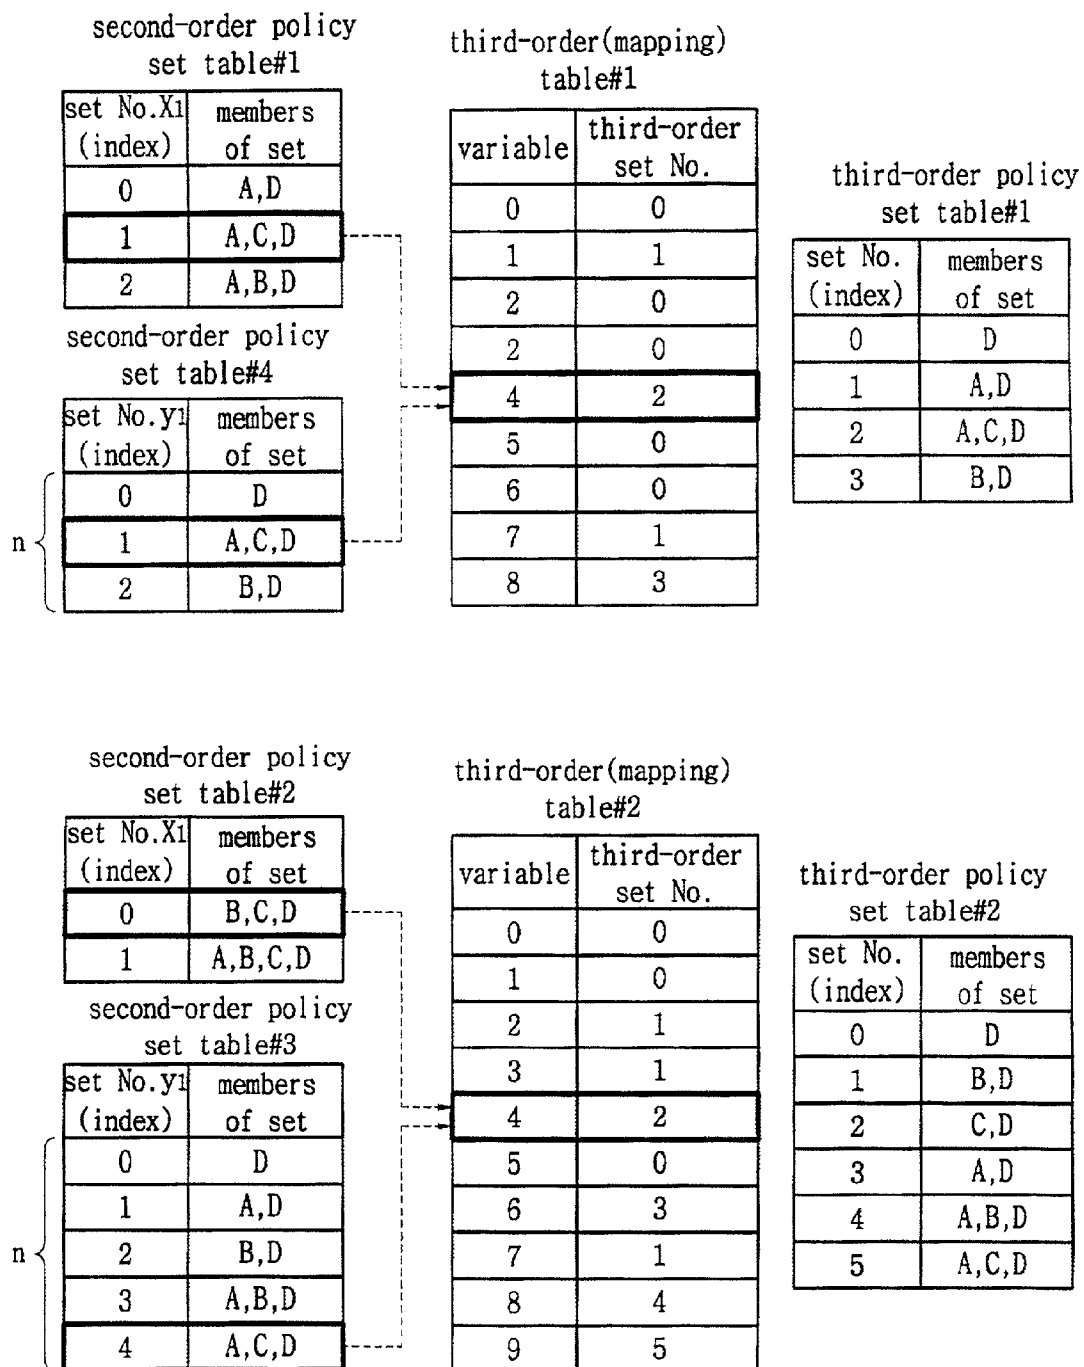 second-order policy
set table#1
set No.X1 members
(index) of set
0 A,D
1 A,C,D
2 A,B,D
second-order policy
set table#4
set No.y1 members
(index) of set
0 D
1 A,C,D
2 B,D
n
third-order(mapping)
table#1
variable third-order
set No.
0 0
1 1
2 0
2 0
4 2
5 0
6 0
7 1
8 3
third-order policy
set table#1
set No. members
(index) of set
0 D
1 A,D
2 A,C,D
3 B,D
second-order policy
set table#2
set No.X1 members
(index) of set
0 B,C,D
1 A,B,C,D
second-order policy
set table#3
set No.y1 members
(index) of set
0 D
1 A,D
2 B,D
3 A,B,D
4 A,C,D
n
third-order(mapping)
table#2
variable third-order
set No.
0 0
1 0
2 1
3 1
4 2
5 0
6 3
7 1
8 4
9 5
third-order policy
set table#2
set No. members
(index) of set
0 D
1 B,D
2 C,D
3 A,D
4 A,B,D
5 A,C,D